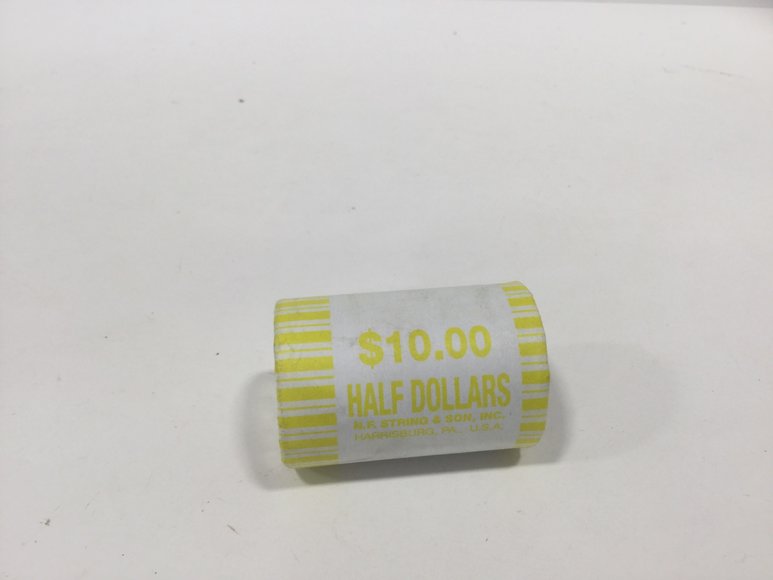 $10.00
HALF DOLLARS
N.F. STRING & SON, INC.
HARRISBURG, PA., U.S.A.